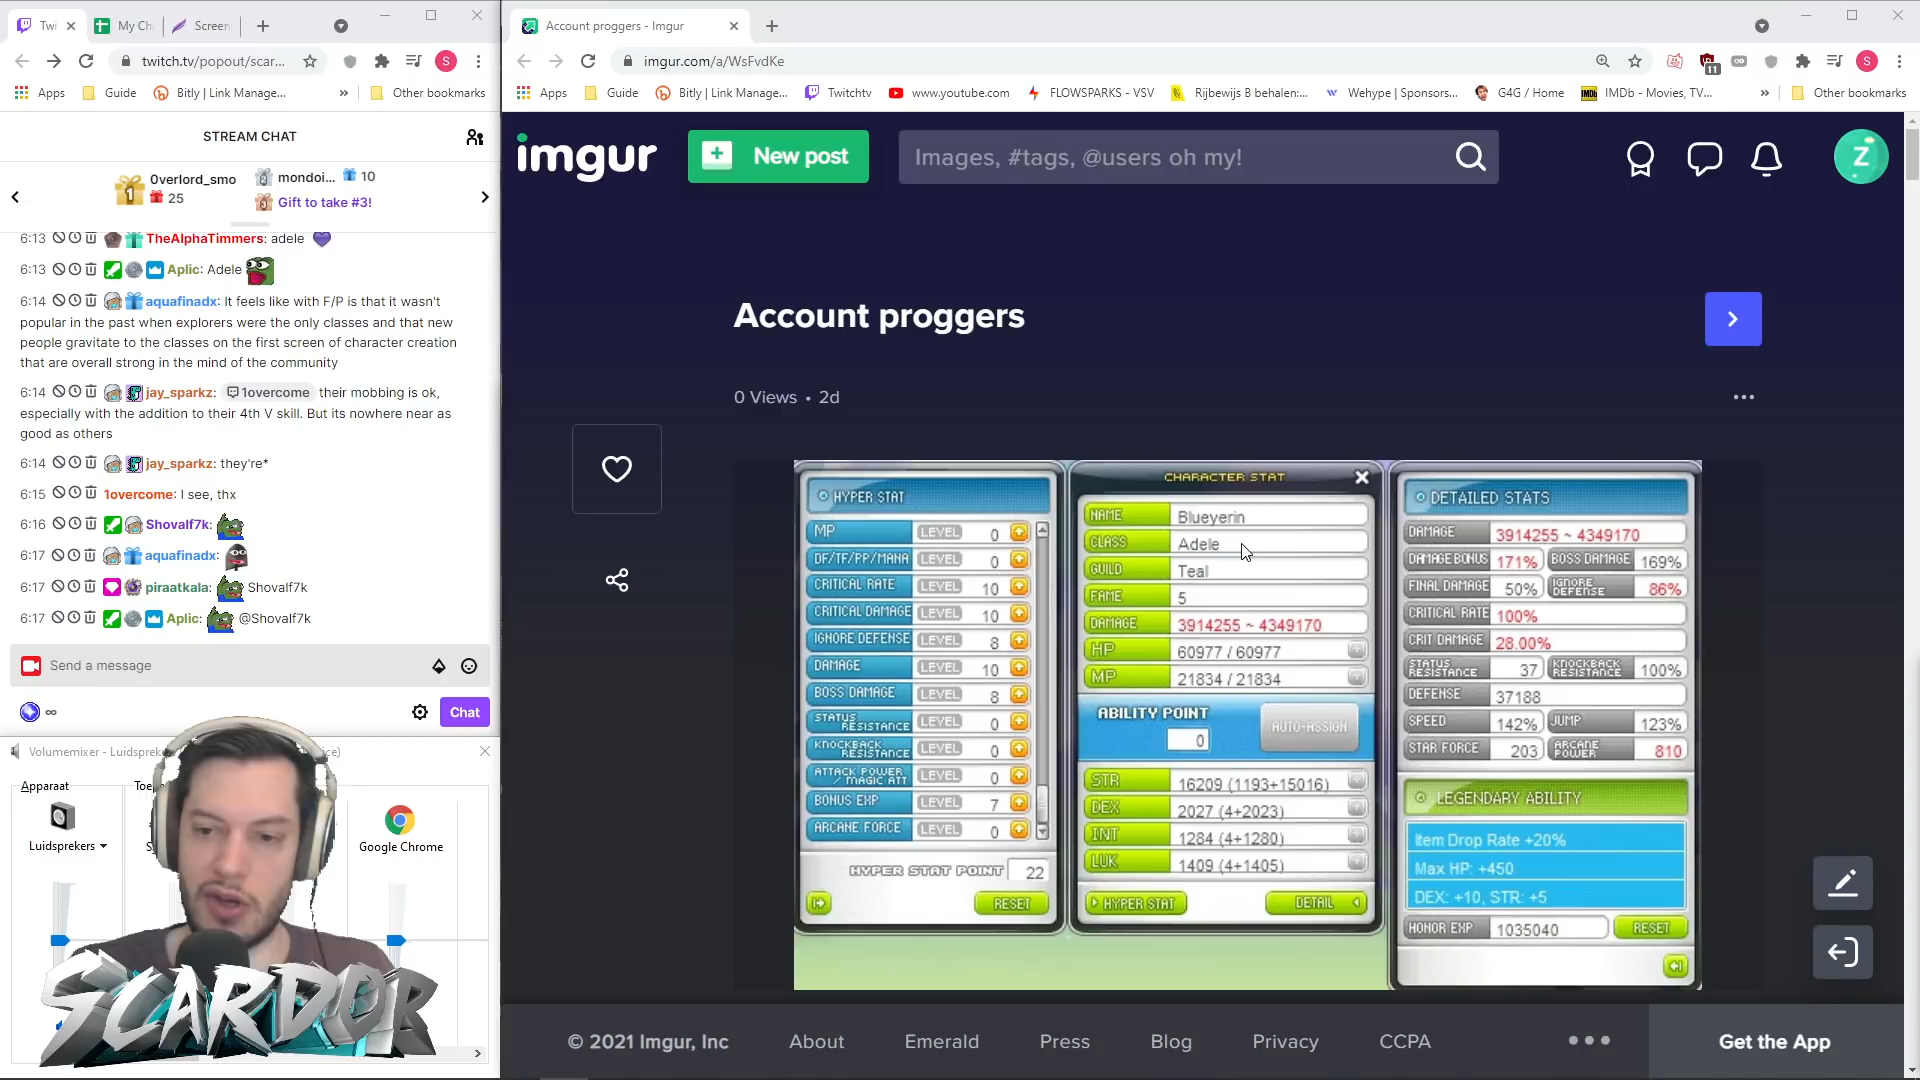 Twi
My Ch
Screen
Account proggers - Imgur
twitch.tv/popout/scar...
S
imgur.com/a/WsFvdKe
11
S
Apps
Guide
Bitly | Link Manage...
»
Other bookmarks
Apps
Guide
Bitly | Link Manage...
Twitchtv
www.youtube.com
FLOWSPARKS - VSV
Rijbewijs B behalen:...
Wehype | Sponsors...
G4G / Home
IMDb - Movies, TV...
»
Other bookmarks
STREAM CHAT
1
0verlord_smo
25
mondoi...
10
Gift to take #3!
6:13 TheAlphaTimmers: adele
6:13 Aplic: Adele
6:14 aquafinadx: It feels like with F/P is that it wasn't
popular in the past when explorers were the only classes and that new
people gravitate to the classes on the first screen of character creation
that are overall strong in the mind of the community
6:14 jay_sparkz: 1overcome their mobbing is ok,
especially with the addition to their 4th V skill. But its nowhere near as
good as others
6:14 jay_sparkz: they're*
6:15 1overcome: I see, thx
6:16 Shovalf7k:
6:17 aquafinadx:
6:17 piraatkala: Shovalf7k
6:17 Aplic: @Shovalf7k
Send a message
∞
Chat
Volumemixer - Luidspreke
ice)
Apparaat
Toe
Luidsprekers
S
Google Chrome
SCARDOR
imgur
New post
Images, #tags, @users oh my!
Z
Account proggers
0 Views • 2d
HYPER STAT
MP LEVEL 0
DF/TF/PP/MANA LEVEL 0
CRITICAL RATE LEVEL 10
CRITICAL DAMAGE LEVEL 10
IGNORE DEFENSE LEVEL 8
DAMAGE LEVEL 10
BOSS DAMAGE LEVEL 8
STATUS RESISTANCE LEVEL 0
KNOCKBACK RESISTANCE LEVEL 0
ATTACK POWER / MAGIC ATT LEVEL 0
BONUS EXP LEVEL 7
ARCANE FORCE LEVEL 0
HYPER STAT POINT 22
RESET
CHARACTER STAT
NAME Blueyerin
CLASS Adele
GUILD Teal
FAME 5
DAMAGE 3914255 ~ 4349170
HP 60977 / 60977
MP 21834 / 21834
ABILITY POINT
0
AUTO-ASSIGN
STR 16209 (1193+15016)
DEX 2027 (4+2023)
INT 1284 (4+1280)
LUK 1409 (4+1405)
HYPER STAT
DETAIL
DETAILED STATS
DAMAGE 3914255 ~ 4349170
DAMAGE BONUS 171% BOSS DAMAGE 169%
FINAL DAMAGE 50% IGNORE DEFENSE 86%
CRITICAL RATE 100%
CRIT DAMAGE 28.00%
STATUS RESISTANCE 37 KNOCKBACK RESISTANCE 100%
DEFENSE 37188
SPEED 142% JUMP 123%
STAR FORCE 203 ARCANE POWER 810
LEGENDARY ABILITY
Item Drop Rate +20%
Max HP: +450
DEX: +10, STR: +5
HONOR EXP 1035040
RESET
© 2021 Imgur, Inc
About
Emerald
Press
Blog
Privacy
CCPA
Get the App